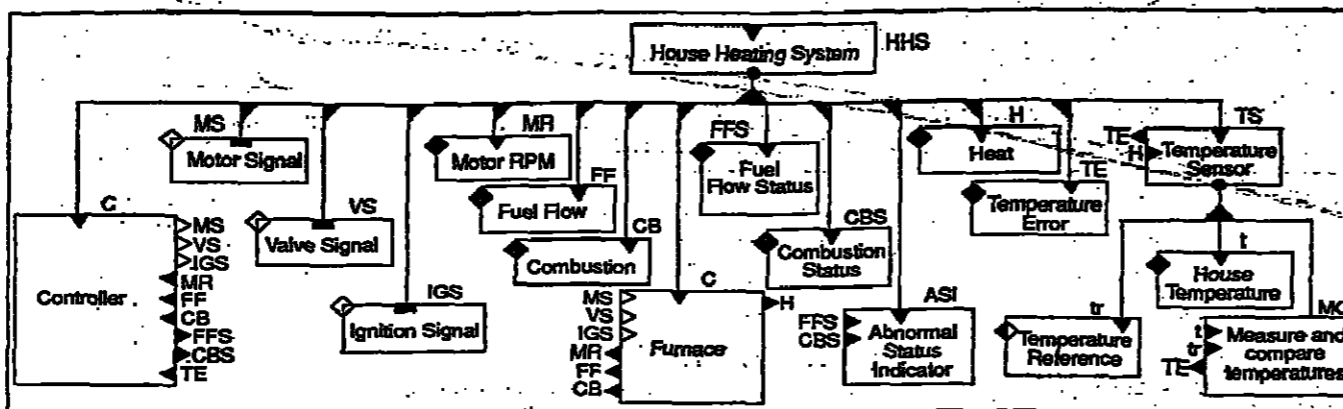 House Heating System
HHS
MS
Motor Signal
VS
Valve Signal
IGS
Ignition Signal
MR
Motor RPM
FF
Fuel Flow
CB
Combustion
FFS
Fuel
Flow Status
CBS
Combustion
Status
H
Heat
TE
Temperature
Error
TS
TE
H
Temperature
Sensor
C
Controller
MS
VS
IGS
MR
FF
CB
FFS
CBS
TE
C
Furnace
MS
VS
IGS
MR
FF
CB
H
ASI
FFS
CBS
Abnormal
Status
Indicator
tr
Temperature
Reference
t
House
Temperature
MC
t
tr
TE
Measure and
compare
temperatures